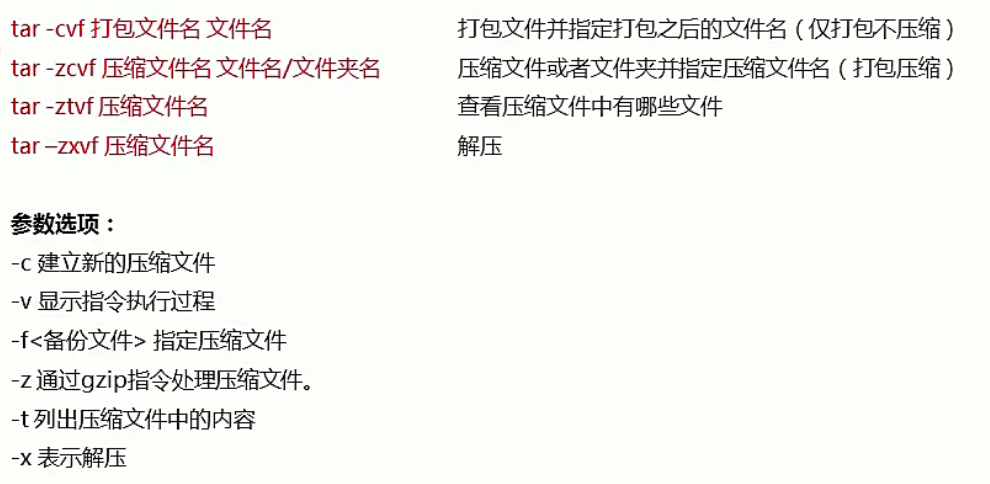 tar -cvf 打包文件名 文件名 打包文件并指定打包之后的文件名（仅打包不压缩）
tar -zcvf 压缩文件名 文件名/文件夹名 压缩文件或者文件夹并指定压缩文件名（打包压缩）
tar -ztvf 压缩文件名 查看压缩文件中有哪些文件
tar –zxvf 压缩文件名 解压
参数选项：
-c 建立新的压缩文件
-v 显示指令执行过程
-f<备份文件> 指定压缩文件
-z 通过gzip指令处理压缩文件。
-t 列出压缩文件中的内容
-x 表示解压